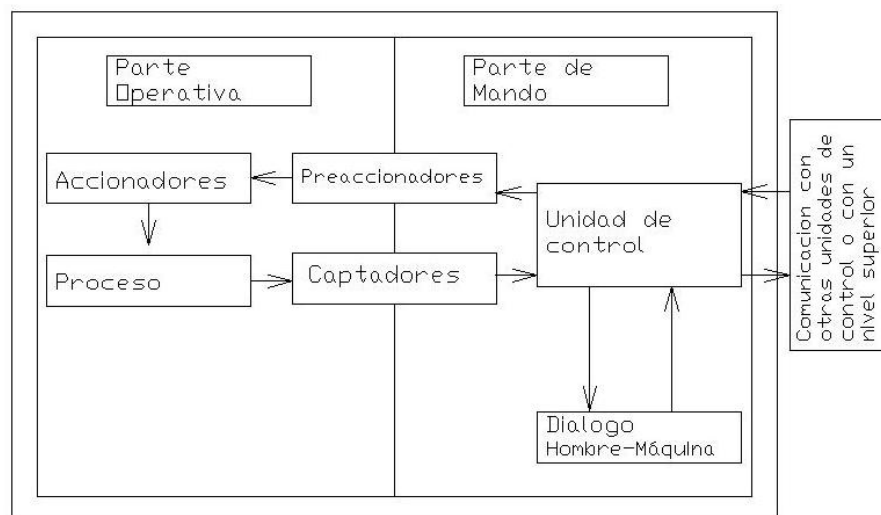 Parte
Operativa
Parte de
Mando
Accionadores
Preaccionadores
Unidad de
control
Proceso
Captadores
Dialogo
Hombre-Máquina
Comunicacion con
otras unidades de
control o con un
nivel superior